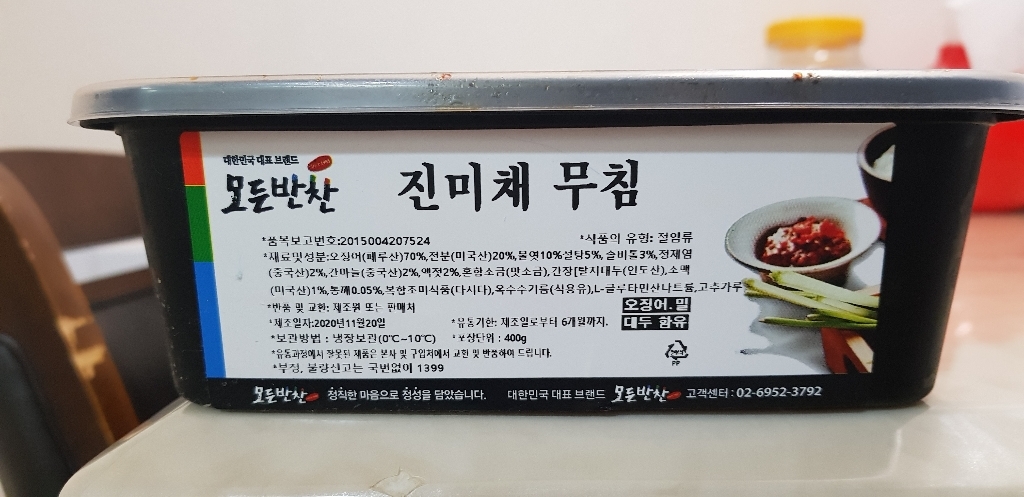 대한민국 대표 브랜드
모든반찬
진미채 무침
*품목보고번호:2015004207524 *식품의 유형: 절임류
*재료및성분:오징어(페루산)70%,전분(미국산)20%,물엿10%설탕5%, 솔비톨3%,정제염
(중국산)2%,간마늘(중국산)2%,액젓2%,혼합소금(맛소금),간장(탈지대두(인도산),소맥
(미국산)1%,통깨0.05%,복합조미식품(다시다),옥수수기름(식용유),L-글루타민산나트륨,고추가루
*반품 및 교환: 제조원 또는 판매처
오징어.밀
*제조일자:2020년11월20일 *유통기한: 제조일로부터 6개월까지.
대두 함유
*보관방법 : 냉장보관(0℃~10℃) *포장단위 : 400g
*유통과정에서 잘못된 제품은 본사 및 구입처에서 교환 및 반품하여 드립니다.
*부정, 불량신고는 국번없이 1399
PP
모든반찬 정직한 마음으로 정성을 담았습니다. 대한민국 대표 브랜드 모든반찬 고객센터 : 02-6952-3792